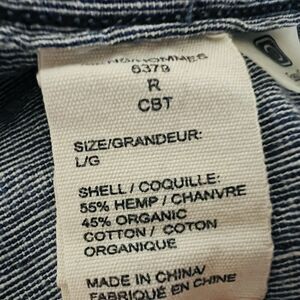 6379
R
CBT
SIZE/GRANDEUR:
L/G
SHELL / COQUILLE:
55% HEMP / CHANVRE
45% ORGANIC
COTTON / COTON
ORGANIQUE
MADE IN CHINA/
FABRIQUÉ EN CHINE